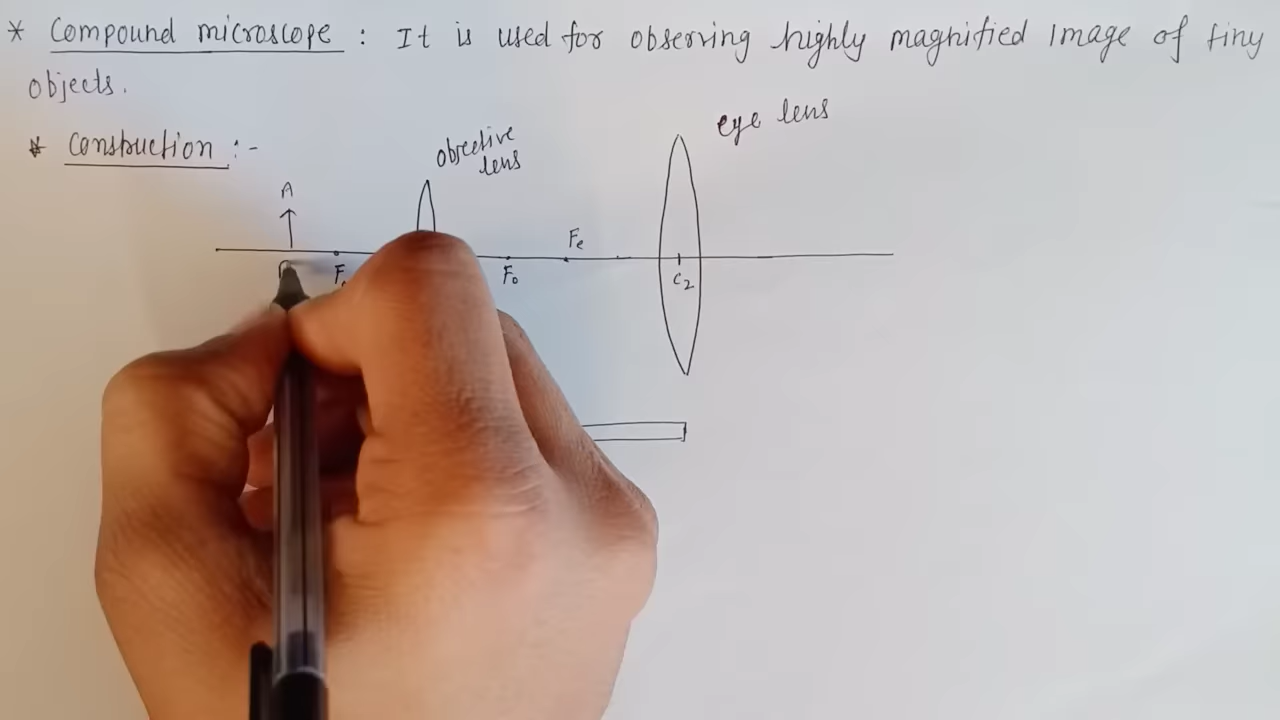 * Compound microscope : It is used for observing highly magnified Image of tiny
objects.
* Construction :-
objective
lens
eye lens
A
Fe
F₀
C₂